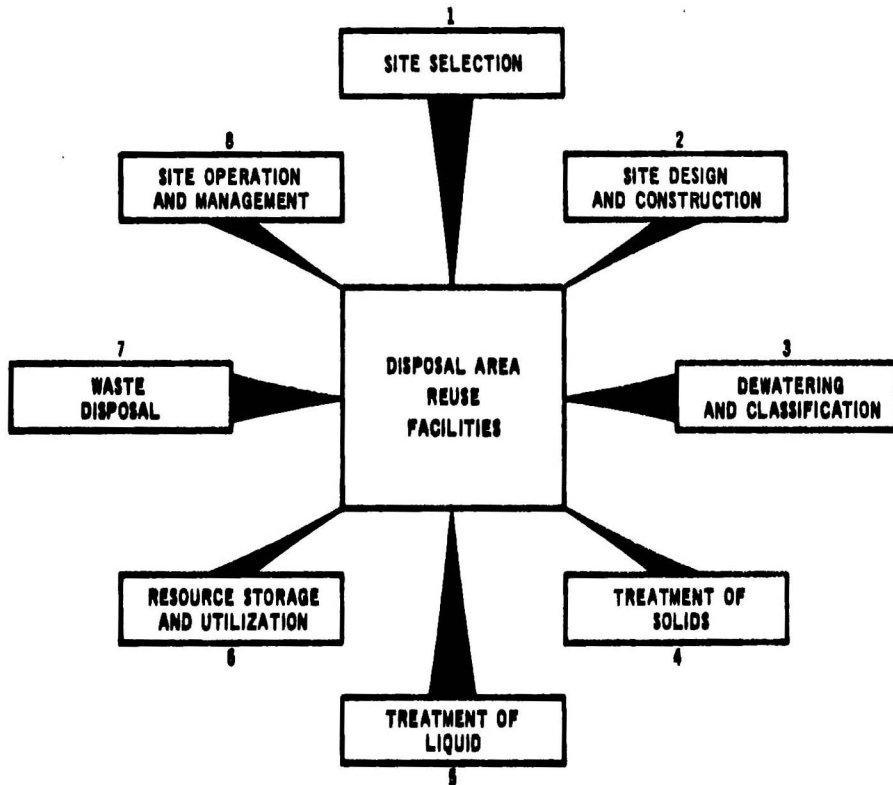 1
SITE SELECTION
8
SITE OPERATION
AND MANAGEMENT
2
SITE DESIGN
AND CONSTRUCTION
7
WASTE
DISPOSAL
DISPOSAL AREA
REUSE
FACILITIES
3
DEWATERING
AND CLASSIFICATION
RESOURCE STORAGE
AND UTILIZATION
6
TREATMENT OF
SOLIDS
4
TREATMENT OF
LIQUID
5